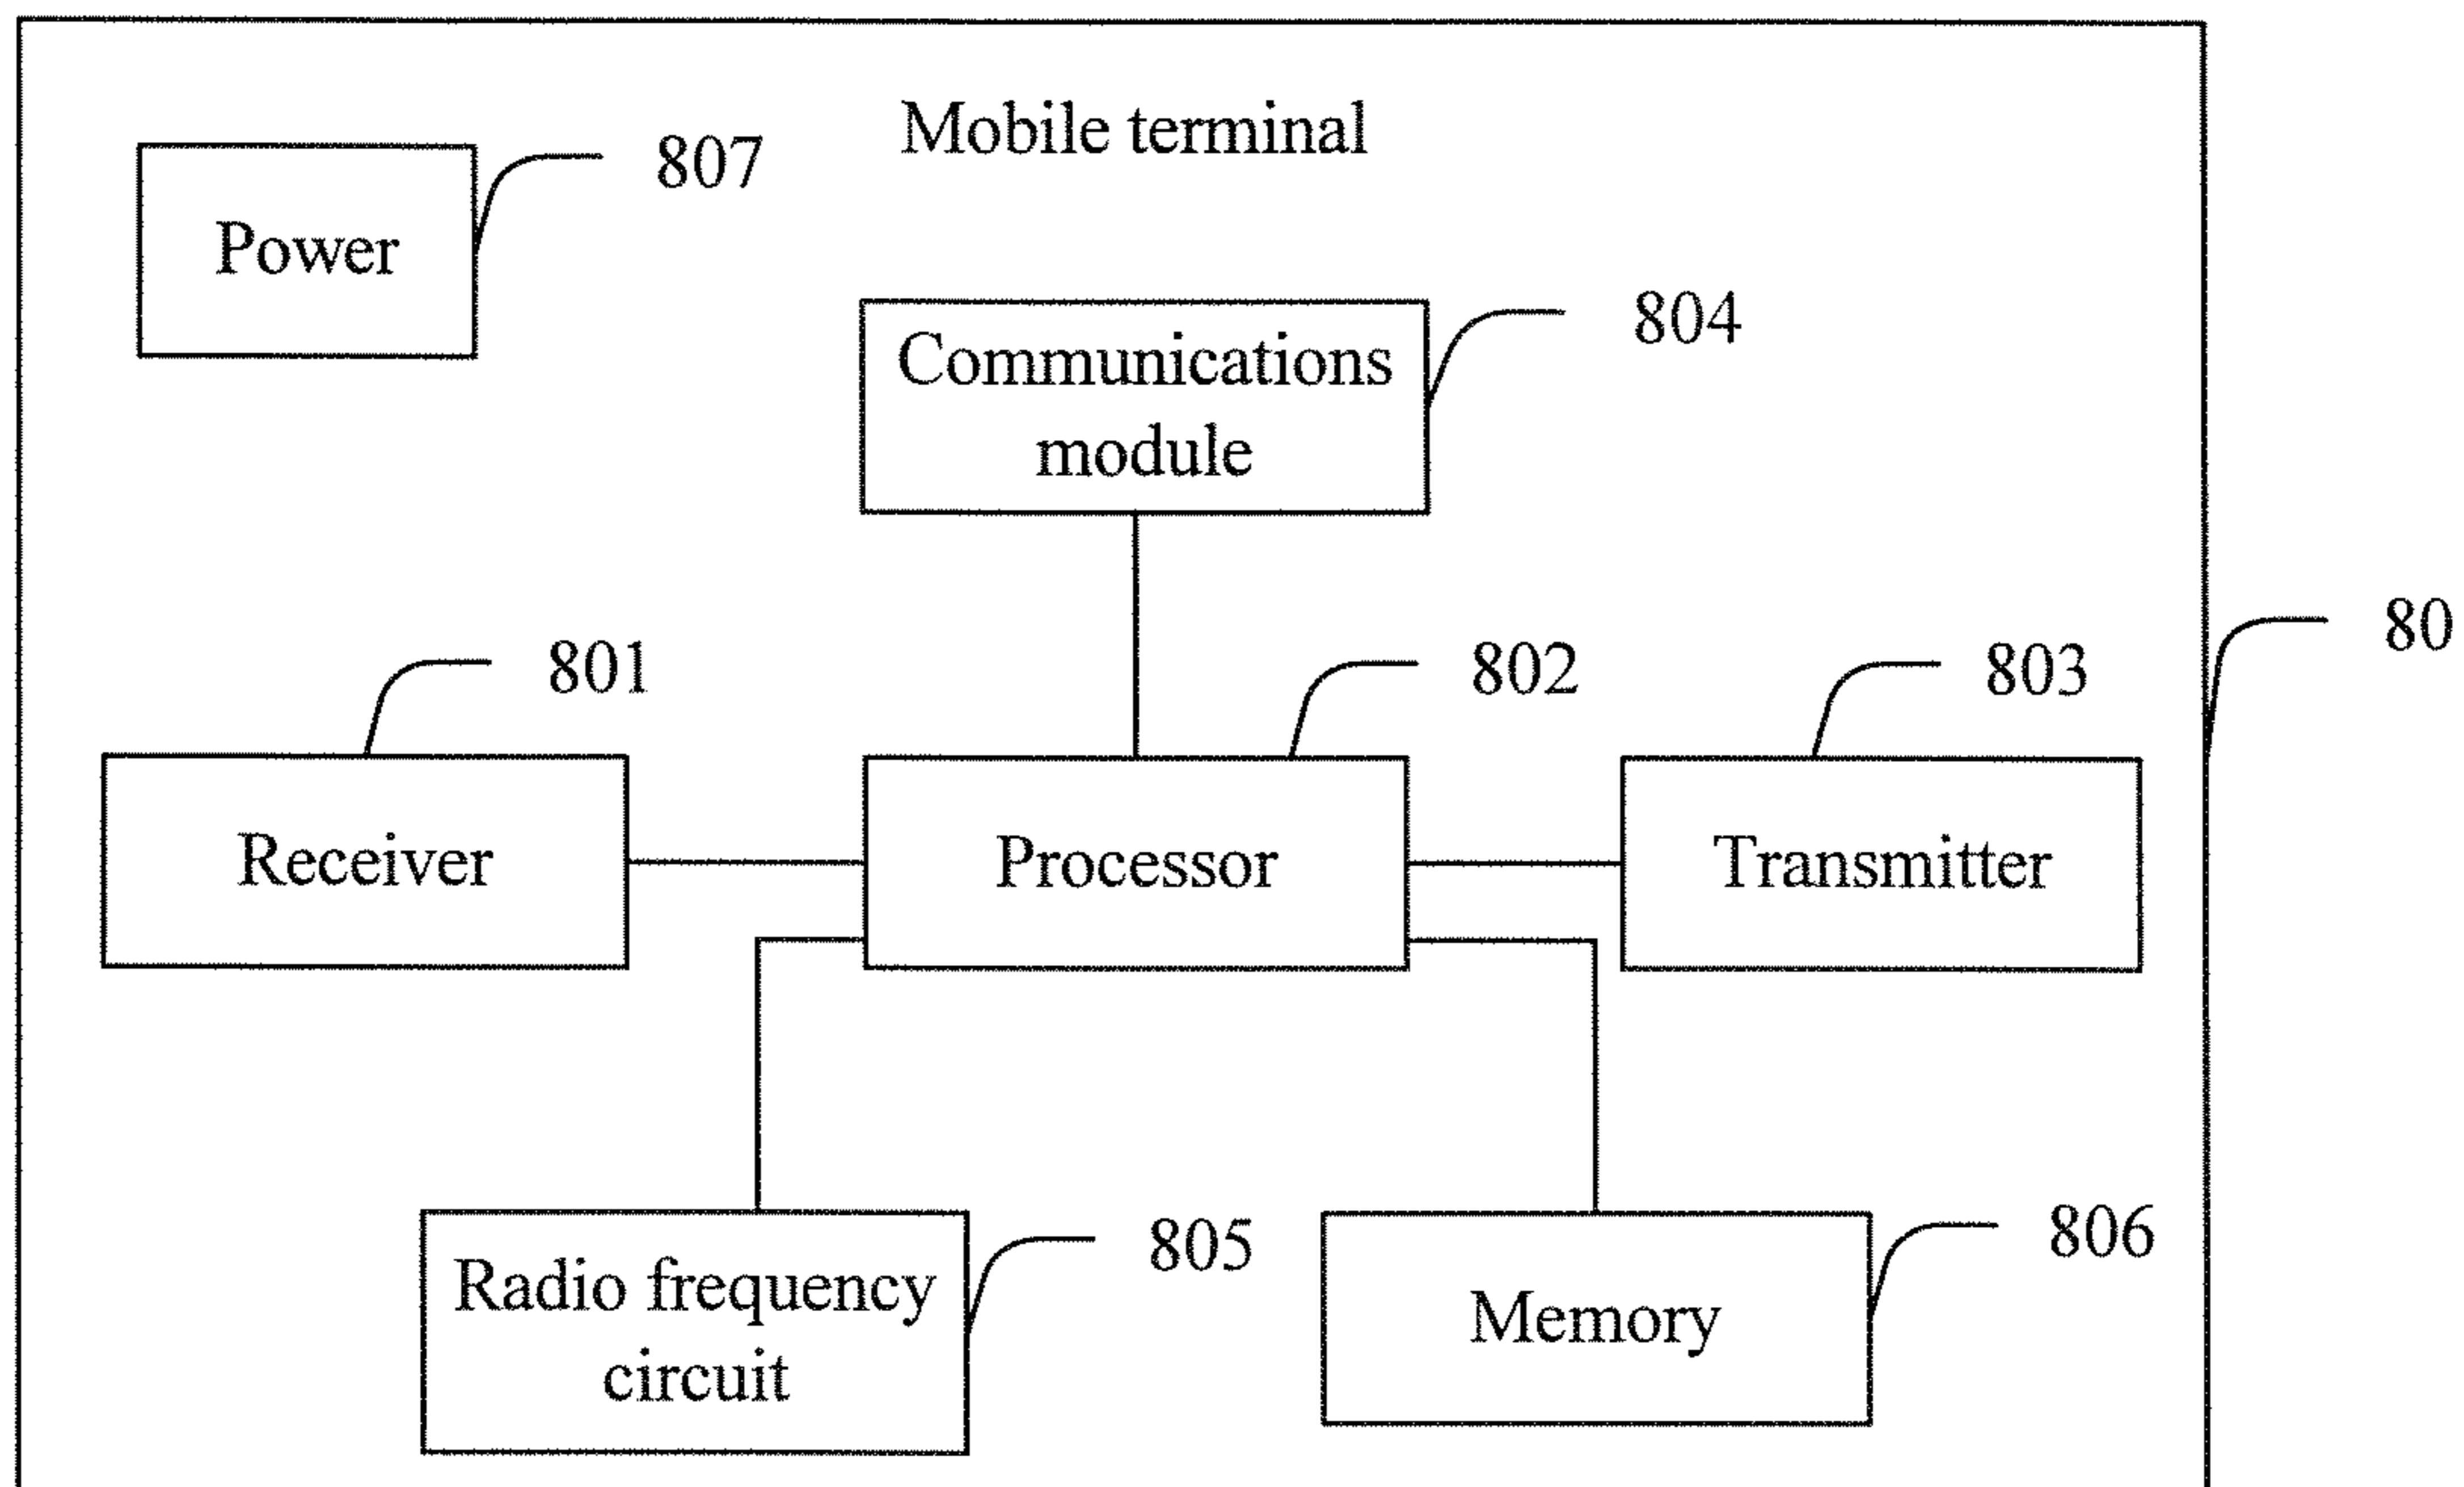 Mobile terminal
807
Power
804
Communications
module
80
801
802
803
Receiver
Processor
Transmitter
805
806
Radio frequency
circuit
Memory